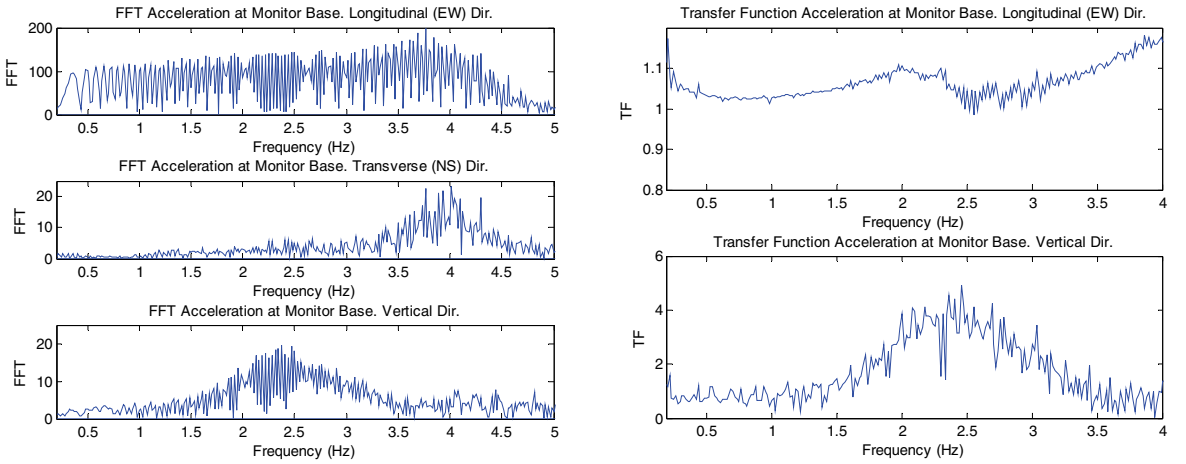 FFT Acceleration at Monitor Base. Longitudinal (EW) Dir.
200
100
0
FFT
0.5 1 1.5 2 2.5 3 3.5 4 4.5 5
Frequency (Hz)
FFT Acceleration at Monitor Base. Transverse (NS) Dir.
20
10
0
FFT
0.5 1 1.5 2 2.5 3 3.5 4 4.5 5
Frequency (Hz)
FFT Acceleration at Monitor Base. Vertical Dir.
20
10
0
FFT
0.5 1 1.5 2 2.5 3 3.5 4 4.5 5
Frequency (Hz)
Transfer Function Acceleration at Monitor Base. Longitudinal (EW) Dir.
1.1
1
0.9
0.8
TF
0.5 1 1.5 2 2.5 3 3.5 4
Frequency (Hz)
Transfer Function Acceleration at Monitor Base. Vertical Dir.
6
4
2
0
TF
0.5 1 1.5 2 2.5 3 3.5 4
Frequency (Hz)